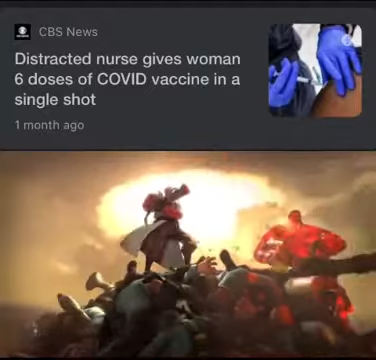 CBS News
Distracted nurse gives woman
6 doses of COVID vaccine in a
single shot
1 month ago